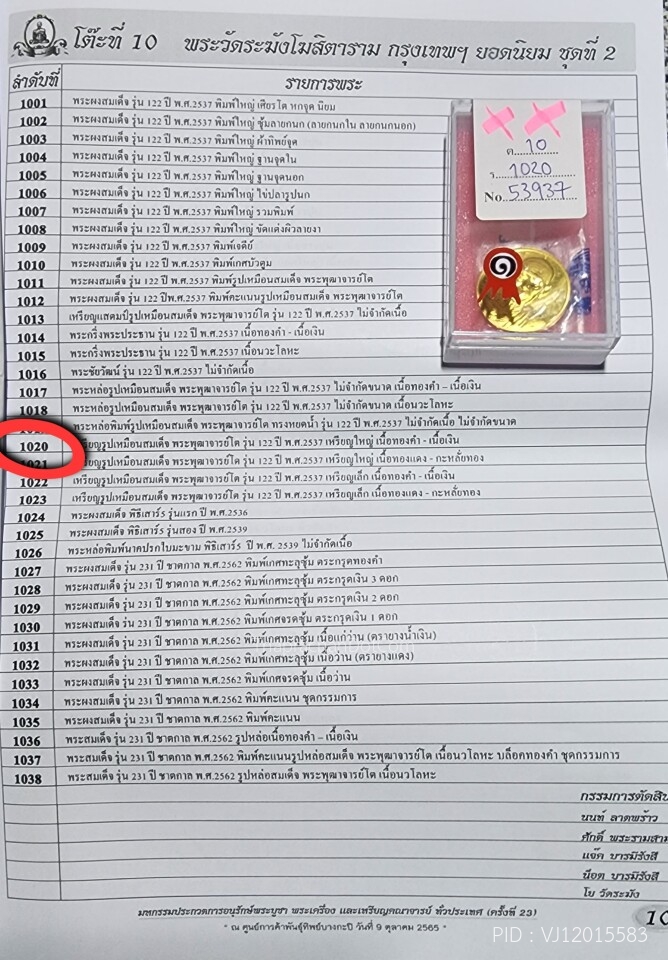 โต๊ะที่ 10 พระวัดระฆังโฆสิตาราม กรุงเทพฯ ยอดนิยม ชุดที่ 2
ลำดับที่ รายการพระ
1001 พระผงสมเด็จ รุ่น 122 ปี พ.ศ.2537 พิมพ์ใหญ่ เศียรโต หกจุด นิยม
1002 พระผงสมเด็จ รุ่น 122 ปี พ.ศ.2537 พิมพ์ใหญ่ ซุ้มลายกนก (ลายกนกใน ลายกนกนอก)
1003 พระผงสมเด็จ รุ่น 122 ปี พ.ศ.2537 พิมพ์ใหญ่ ผ้าทิพย์จุด
1004 พระผงสมเด็จ รุ่น 122 ปี พ.ศ.2537 พิมพ์ใหญ่ ฐานจุดใน
1005 พระผงสมเด็จ รุ่น 122 ปี พ.ศ.2537 พิมพ์ใหญ่ ฐานจุดนอก
1006 พระผงสมเด็จ รุ่น 122 ปี พ.ศ.2537 พิมพ์ใหญ่ ไข่ปลารูปนก
1007 พระผงสมเด็จ รุ่น 122 ปี พ.ศ.2537 พิมพ์ใหญ่ รวมพิมพ์
1008 พระผงสมเด็จ รุ่น 122 ปี พ.ศ.2537 พิมพ์ใหญ่ ขัดแต่งผิวลายงา
1009 พระผงสมเด็จ รุ่น 122 ปี พ.ศ.2537 พิมพ์เจดีย์
1010 พระผงสมเด็จ รุ่น 122 ปี พ.ศ.2537 พิมพ์เกศบัวตูม
1011 พระผงสมเด็จ รุ่น 122 ปี พ.ศ.2537 พิมพ์รูปเหมือนสมเด็จ พระพุฒาจารย์โต
1012 พระผงสมเด็จ รุ่น 122 ปีพ.ศ.2537 พิมพ์คะแนนรูปเหมือนสมเด็จ พระพุฒาจารย์โต
1013 เหรียญแสตมป์รูปเหมือนสมเด็จ พระพุฒาจารย์โต รุ่น 122 ปี พ.ศ.2537 ไม่จำกัดเนื้อ
1014 พระกริ่งพระประธาน รุ่น 122 ปี พ.ศ.2537 เนื้อทองคำ - เนื้อเงิน
1015 พระกริ่งพระประธาน รุ่น 122 ปี พ.ศ.2537 เนื้อนวะโลหะ
1016 พระชัยวัฒน์ รุ่น 122 ปี พ.ศ.2537 ไม่จำกัดเนื้อ
1017 พระหล่อรูปเหมือนสมเด็จ พระพุฒาจารย์โต รุ่น 122 ปี พ.ศ.2537 ไม่จำกัดขนาด เนื้อทองคำ – เนื้อเงิน
1018 พระหล่อรูปเหมือนสมเด็จ พระพุฒาจารย์โต รุ่น 122 ปี พ.ศ.2537 ไม่จำกัดขนาด เนื้อนวะโลหะ
พระหล่อพิมพ์รูปเหมือนสมเด็จ พระพุฒาจารย์โต ทรงหยดน้ำ รุ่น 122 ปี พ.ศ.2537 ไม่จำกัดเนื้อ ไม่จำกัดขนาด
1020 เหรียญรูปเหมือนสมเด็จ พระพุฒาจารย์โต รุ่น 122 ปี พ.ศ.2537 เหรียญใหญ่ เนื้อทองคำ - เนื้อเงิน
1021 เหรียญรูปเหมือนสมเด็จ พระพุฒาจารย์โต รุ่น 122 ปี พ.ศ.2537 เหรียญใหญ่ เนื้อทองแดง - กะหลั่ยทอง
1022 เหรียญรูปเหมือนสมเด็จ พระพุฒาจารย์โต รุ่น 122 ปี พ.ศ.2537 เหรียญเล็ก เนื้อทองคำ - เนื้อเงิน
1023 เหรียญรูปเหมือนสมเด็จ พระพุฒาจารย์โต รุ่น 122 ปี พ.ศ.2537 เหรียญเล็ก เนื้อทองแดง - กะหลั่ยทอง
1024 พระผงสมเด็จ พิธีเสาร์5 รุ่นแรก ปี พ.ศ.2536
1025 พระผงสมเด็จ พิธีเสาร์5 รุ่นสอง ปี พ.ศ.2539
1026 พระหล่อพิมพ์นาคปรกใบมะขาม พิธีเสาร์5 ปี พ.ศ. 2539 ไม่จำกัดเนื้อ
1027 พระผงสมเด็จ รุ่น 231 ปี ชาตกาล พ.ศ.2562 พิมพ์เกศทะลุซุ้ม ตระกรุดทองคำ
1028 พระผงสมเด็จ รุ่น 231 ปี ชาตกาล พ.ศ.2562 พิมพ์เกศทะลุซุ้ม ตระกรุดเงิน 3 ดอก
1029 พระผงสมเด็จ รุ่น 231 ปี ชาตกาล พ.ศ.2562 พิมพ์เกศทะลุซุ้ม ตระกรุดเงิน 2 ดอก
1030 พระผงสมเด็จ รุ่น 231 ปี ชาตกาล พ.ศ.2562 พิมพ์เกศจรดซุ้ม ตระกรุดเงิน 1 ดอก
1031 พระผงสมเด็จ รุ่น 231 ปี ชาตกาล พ.ศ.2562 พิมพ์เกศทะลุซุ้ม เนื้อแก่ว่าน (ตรายางน้ำเงิน)
1032 พระผงสมเด็จ รุ่น 231 ปี ชาตกาล พ.ศ.2562 พิมพ์เกศทะลุซุ้ม เนื้อว่าน (ตรายางแดง)
1033 พระผงสมเด็จ รุ่น 231 ปี ชาตกาล พ.ศ.2562 พิมพ์เกศจรดซุ้ม เนื้อว่าน
1034 พระผงสมเด็จ รุ่น 231 ปี ชาตกาล พ.ศ.2562 พิมพ์คะแนน ชุดกรรมการ
1035 พระผงสมเด็จ รุ่น 231 ปี ชาตกาล พ.ศ.2562 พิมพ์คะแนน
1036 พระสมเด็จ รุ่น 231 ปี ชาตกาล พ.ศ.2562 รูปหล่อเนื้อทองคำ – เนื้อเงิน
1037 พระผงสมเด็จ รุ่น 231 ปี ชาตกาล พ.ศ.2562 พิมพ์คะแนนรูปหล่อสมเด็จ พระพุฒาจารย์โต เนื้อนวโลหะ บล็อคทองคำ ชุดกรรมการ
1038 พระสมเด็จ รุ่น 231 ปี ชาตกาล พ.ศ.2562 รูปหล่อสมเด็จ พระพุฒาจารย์โต เนื้อนวโลหะ
ต 10
ร 1020
No. 53937
๑
กรรมการตัดสิน
นนท์ ลาดพร้าว
ศักดิ์ พระรามสาม
แจ๊ค บารมีรังสี
น๊อต บารมีรังสี
โบ วัดระฆัง
มหกรรมประกวดการอนุรักษ์พระบูชา พระเครื่อง และเหรียญคณาจารย์ ทั่วประเทศ (ครั้งที่ 23)
" ณ ศูนย์การค้าพันธุ์ทิพย์บางกะปิ วันที่ 9 ตุลาคม 2565 "
10
PID : VJ12015583